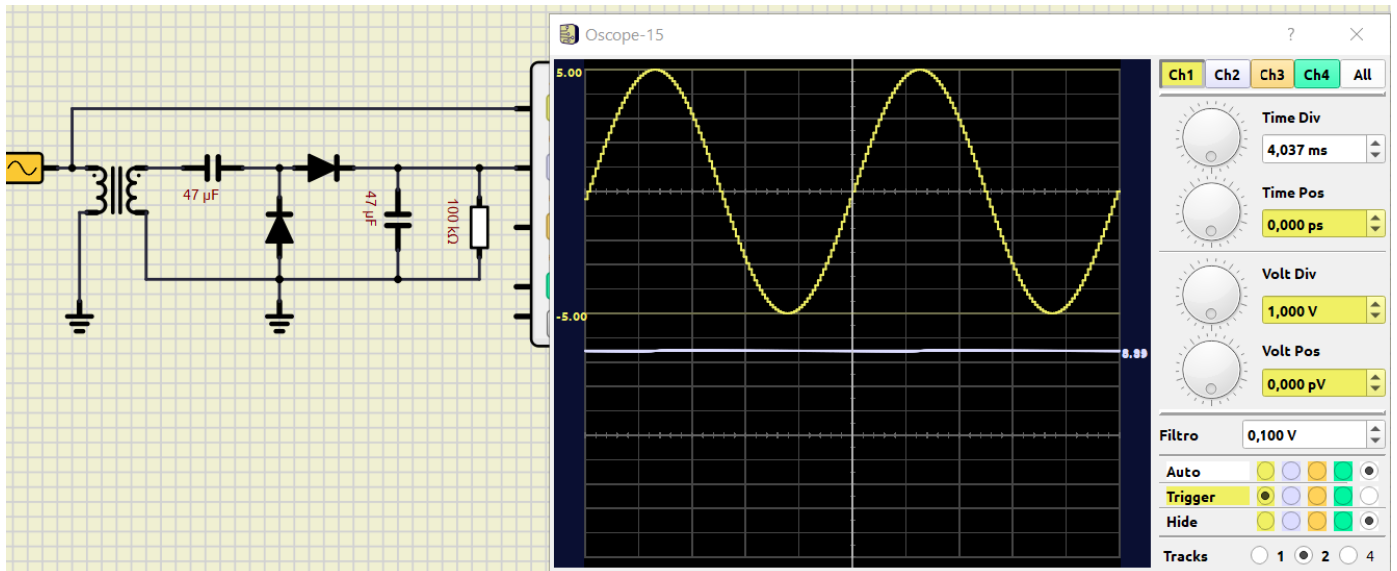 Oscope-15
?
5.00
-5.00
8.99
47 µF
47 µF
100 kΩ
Ch1 Ch2 Ch3 Ch4 All
Time Div
4,037 ms
Time Pos
0,000 ps
Volt Div
1,000 V
Volt Pos
0,000 pV
Filtro 0,100 V
Auto
Trigger
Hide
Tracks 1 2 4